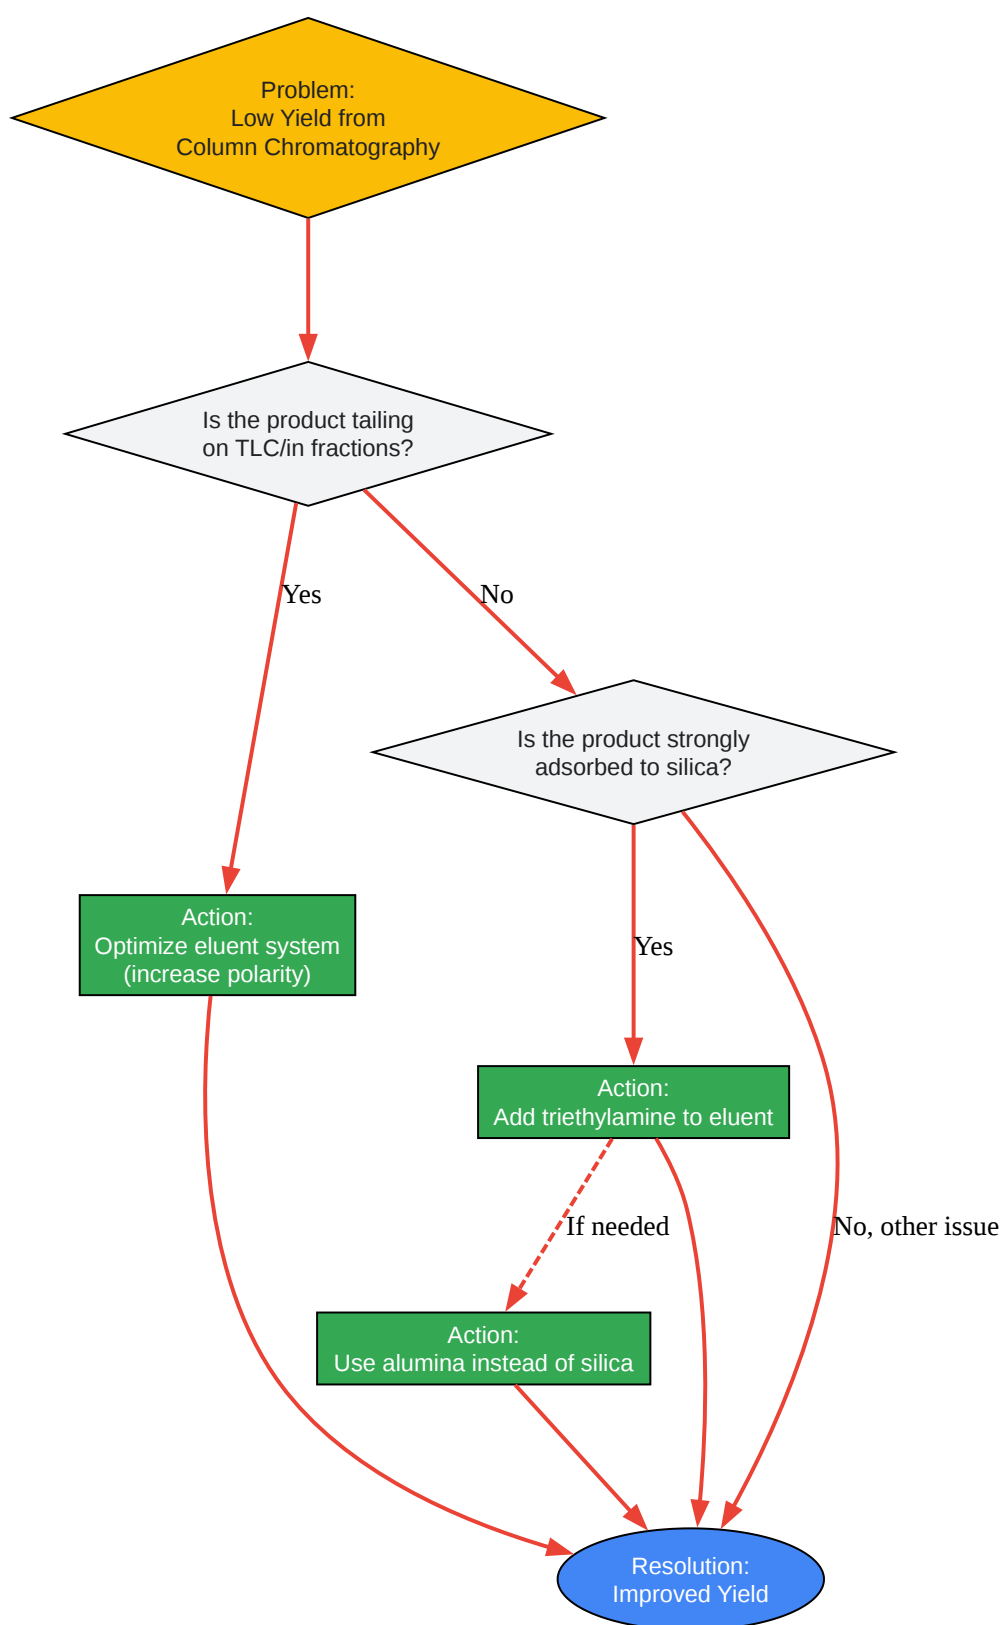 Problem:
Low Yield from
Column Chromatography
Is the product tailing
on TLC/in fractions?
Yes
No
Is the product strongly
adsorbed to silica?
Action:
Optimize eluent system
(increase polarity)
Yes
Action:
Add triethylamine to eluent
If needed
No, other issue
Action:
Use alumina instead of silica
Resolution:
Improved Yield